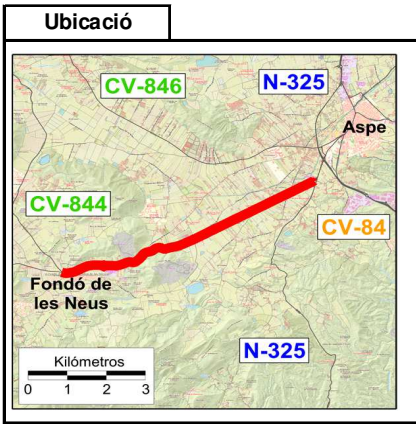 Ubicació
CV-846
N-325
Aspe
CV-844
CV-84
Fondó de
les Neus
N-325
Kilómetros
0 1 2 3